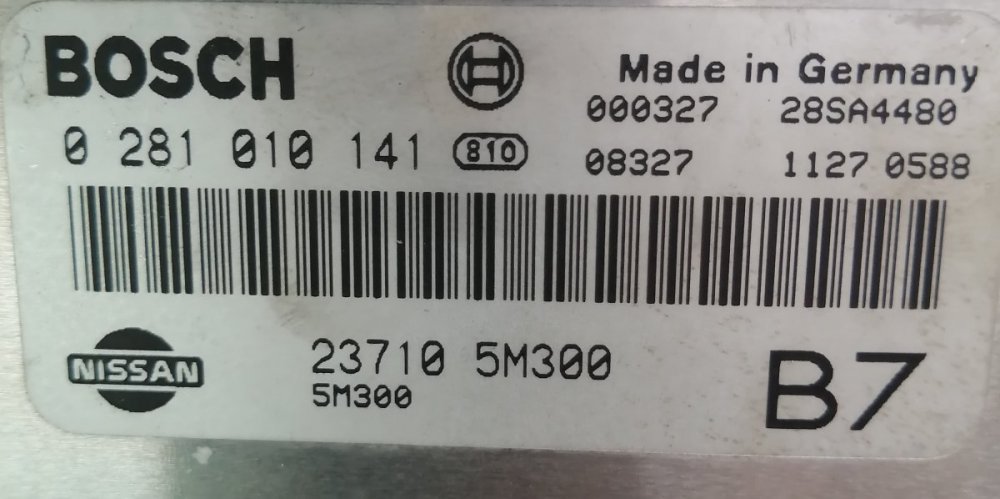 BOSCH
Made in Germany
000327 28SA4480
0 281 010 141 810
08327 1127 0588
NISSAN
23710 5M300
5M300
B7